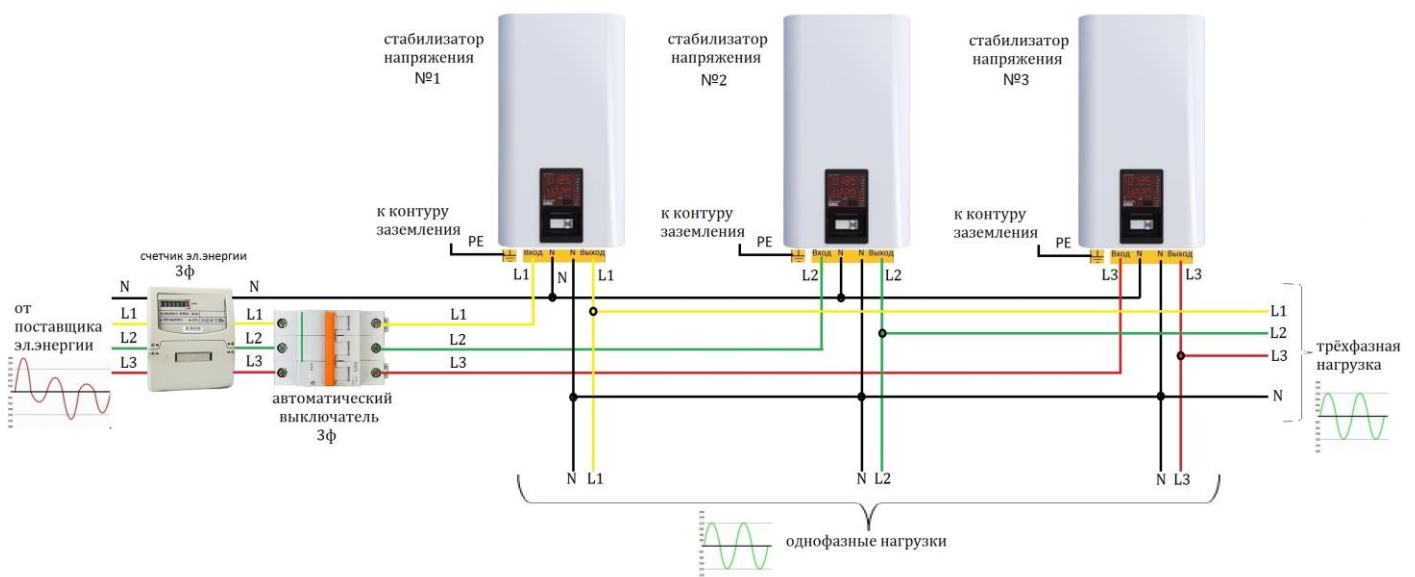 стабилизатор
напряжения
№1
стабилизатор
напряжения
№2
стабилизатор
напряжения
№3
к контуру
заземления
PE
к контуру
заземления
PE
к контуру
заземления
PE
Вход N N Выход
Вход N N Выход
Вход N N Выход
L1 N L1
L2 L2
L3 L3
счетчик эл.энергии
3ф
от
поставщика
эл.энергии
N N
L1 L1 L1
L2 L2 L2
L3 L3 L3
автоматический
выключатель
3ф
L1
L2
L3
N
трёхфазная
нагрузка
N L1
N L2
N L3
однофазные нагрузки